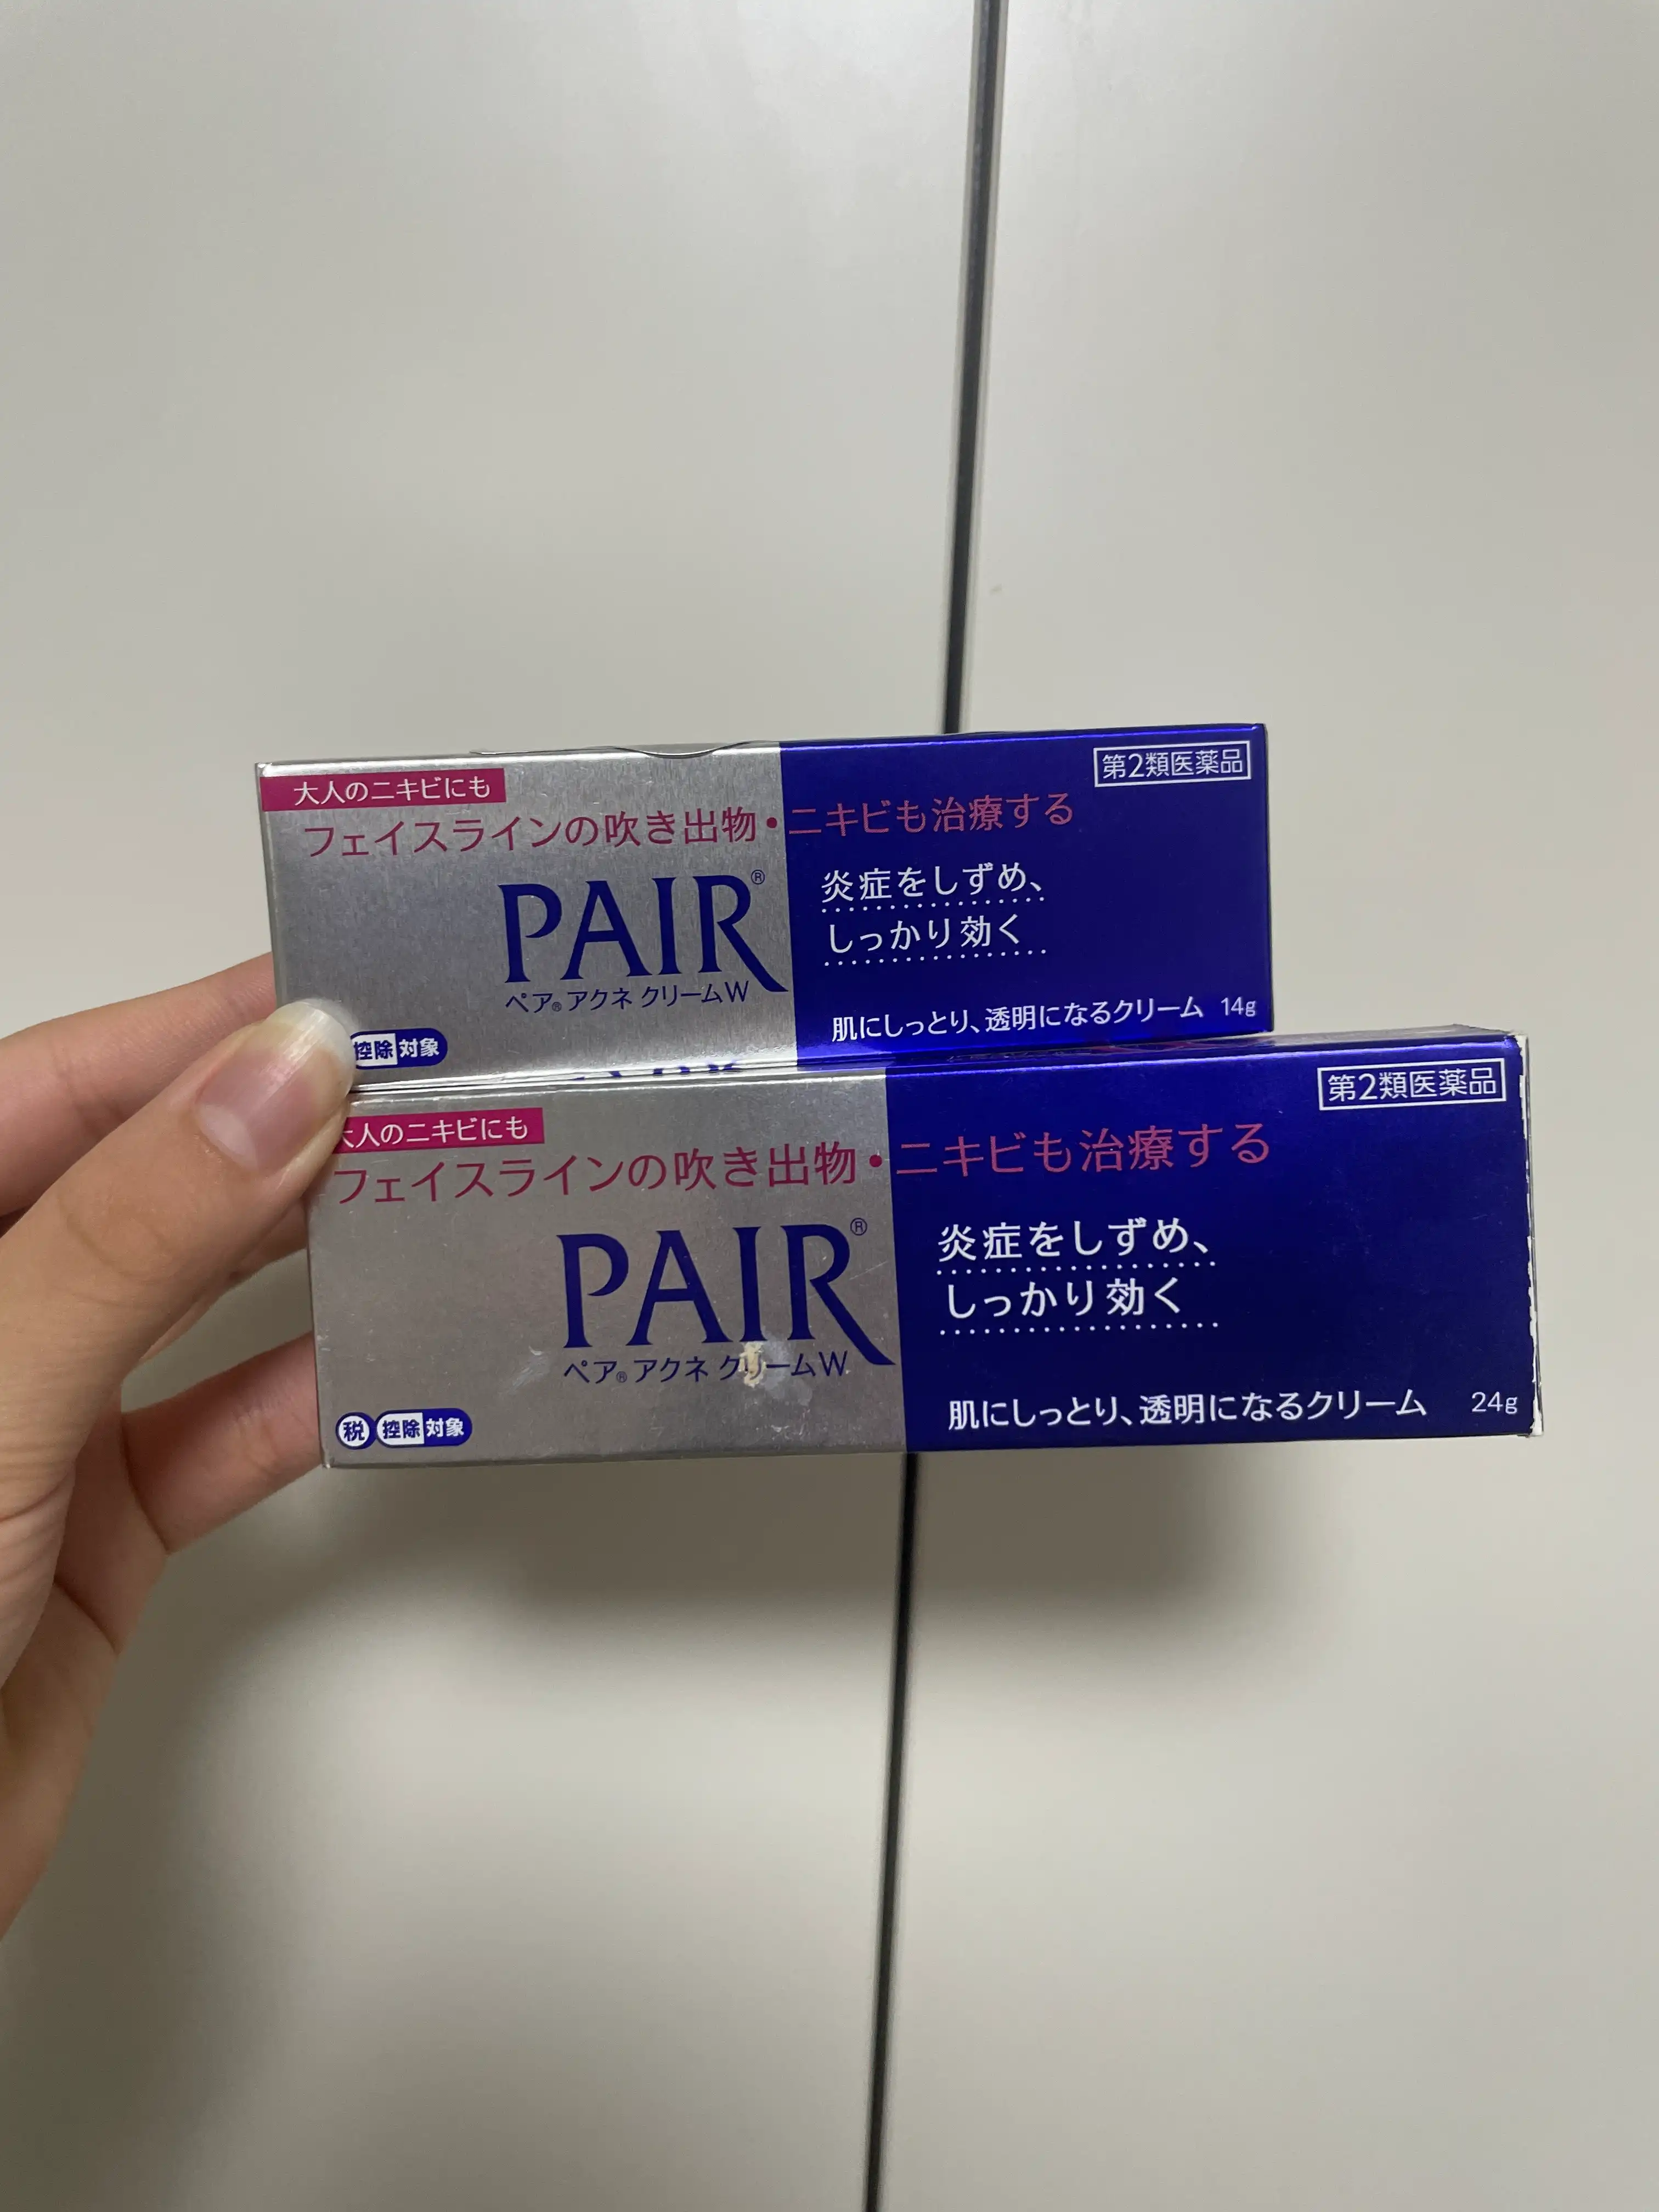 大人のニキビにも
第2類医薬品
フェイスラインの吹き出物・ニキビも治療する
PAIR®
ペア®アクネ クリームW
炎症をしずめ、
しっかり効く
肌にしっとり、透明になるクリーム 14g
控除対象
人のニキビにも
第2類医薬品
フェイスラインの吹き出物・ニキビも治療する
PAIR®
ペア®アクネ クリームW
炎症をしずめ、
しっかり効く
肌にしっとり、透明になるクリーム 24g
税 控除対象